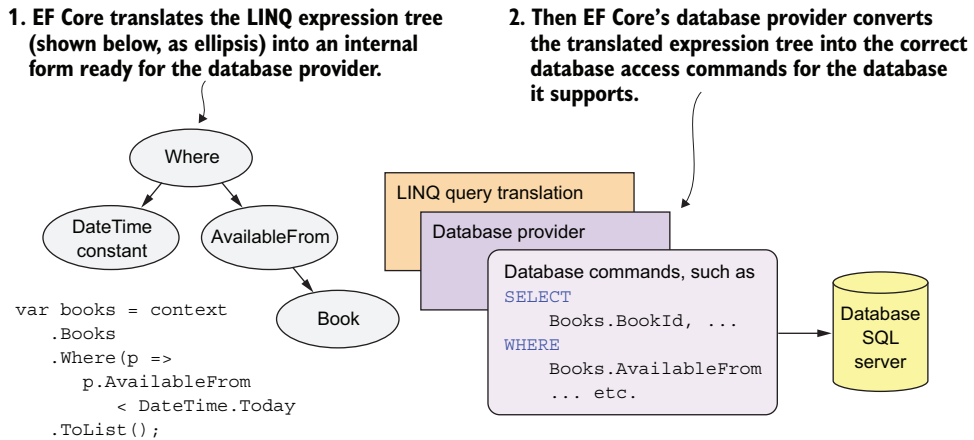 1. EF Core translates the LINQ expression tree
(shown below, as ellipsis) into an internal
form ready for the database provider.
2. Then EF Core’s database provider converts
the translated expression tree into the correct
database access commands for the database
it supports.
Where
DateTime
constant
AvailableFrom
Book
var books = context
.Books
.Where(p =>
p.AvailableFrom
< DateTime.Today
.ToList();
LINQ query translation
Database provider
Database commands, such as
SELECT
Books.BookId, ...
WHERE
Books.AvailableFrom
... etc.
Database
SQL
server